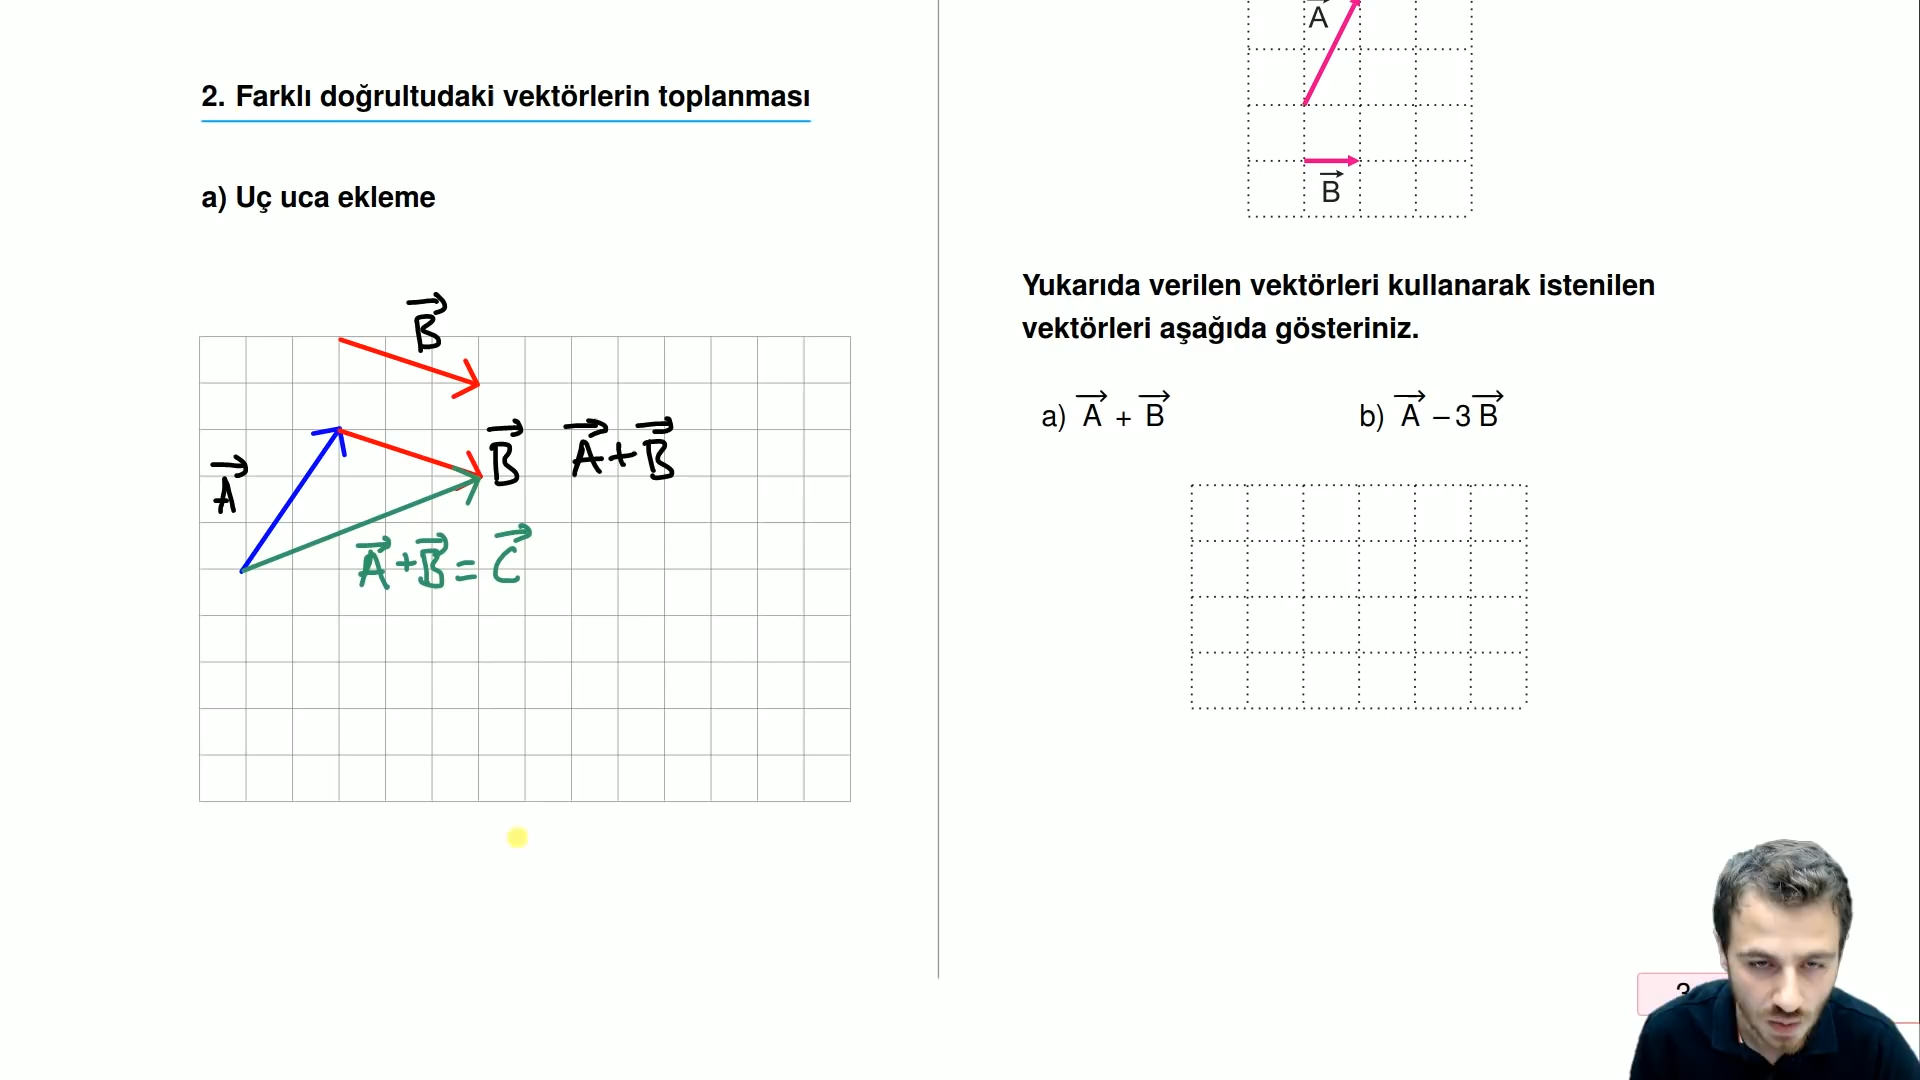 2. Farklı doğrultudaki vektörlerin toplanması
a) Uç uca ekleme
B
A
B
A+B
A+B=C
A
B
Yukarıda verilen vektörleri kullanarak istenilen
vektörleri aşağıda gösteriniz.
a) A + B
b) A – 3 B